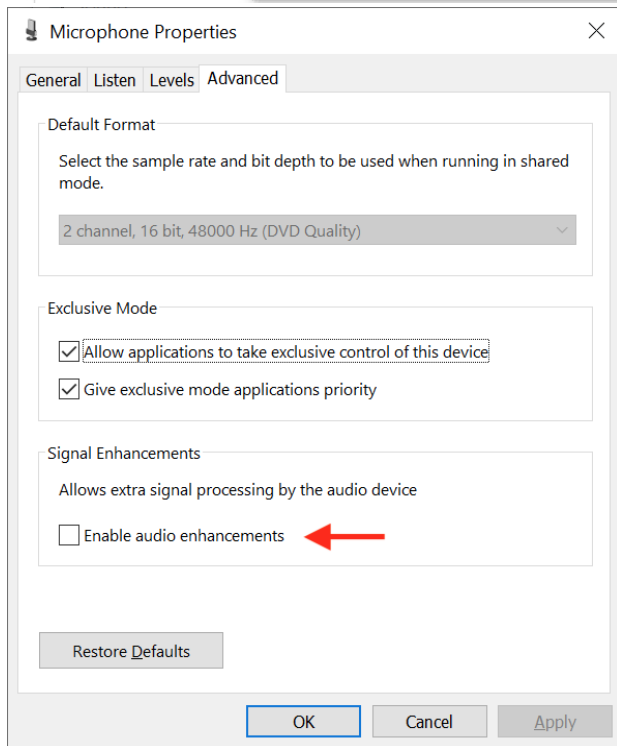 Microphone Properties
General Listen Levels Advanced
Default Format
Select the sample rate and bit depth to be used when running in shared
mode.
2 channel, 16 bit, 48000 Hz (DVD Quality)
Exclusive Mode
Allow applications to take exclusive control of this device
Give exclusive mode applications priority
Signal Enhancements
Allows extra signal processing by the audio device
Enable audio enhancements
Restore Defaults
OK Cancel Apply